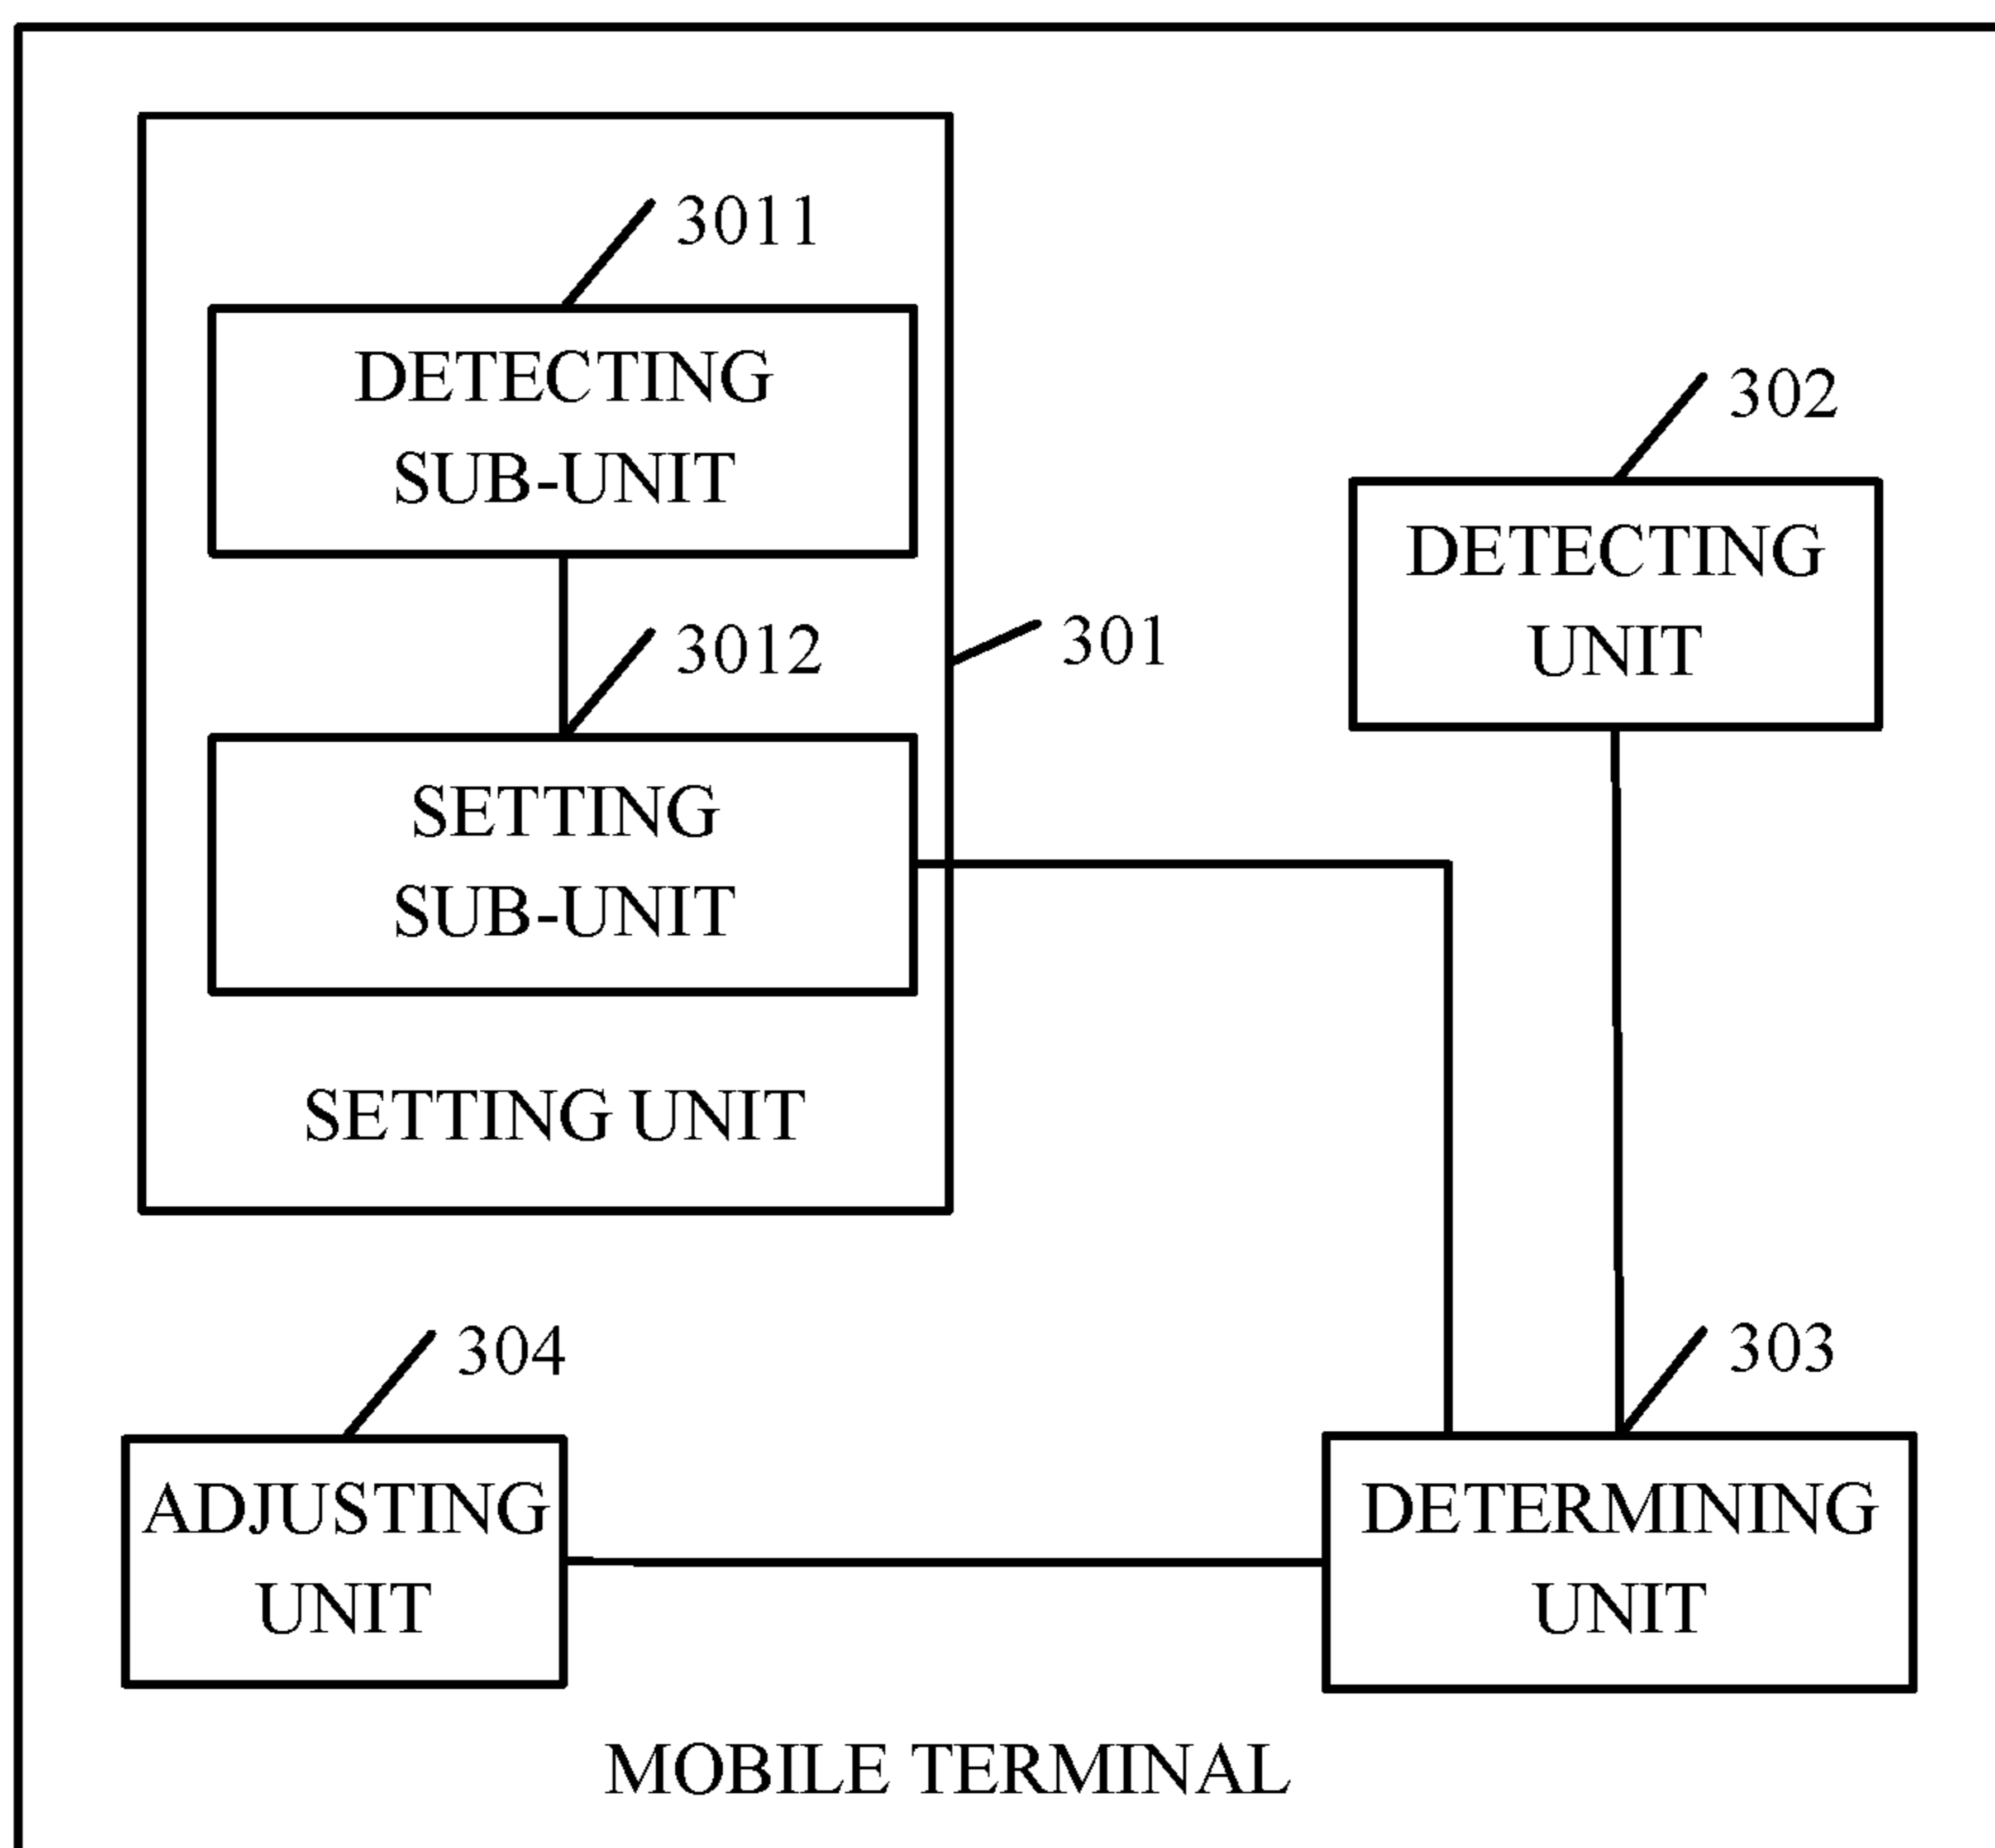 3011
DETECTING
SUB-UNIT
302
DETECTING
UNIT
301
3012
SETTING
SUB-UNIT
SETTING UNIT
304
ADJUSTING
UNIT
303
DETERMINING
UNIT
MOBILE TERMINAL